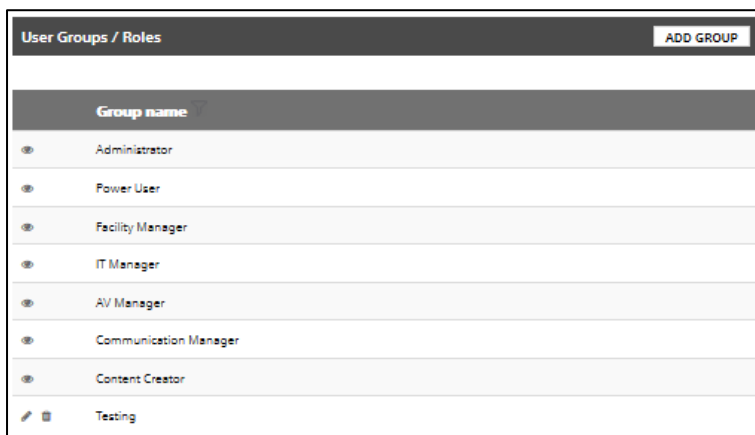 User Groups / Roles ADD GROUP
Group name
Administrator
Power User
Facility Manager
IT Manager
AV Manager
Communication Manager
Content Creator
Testing